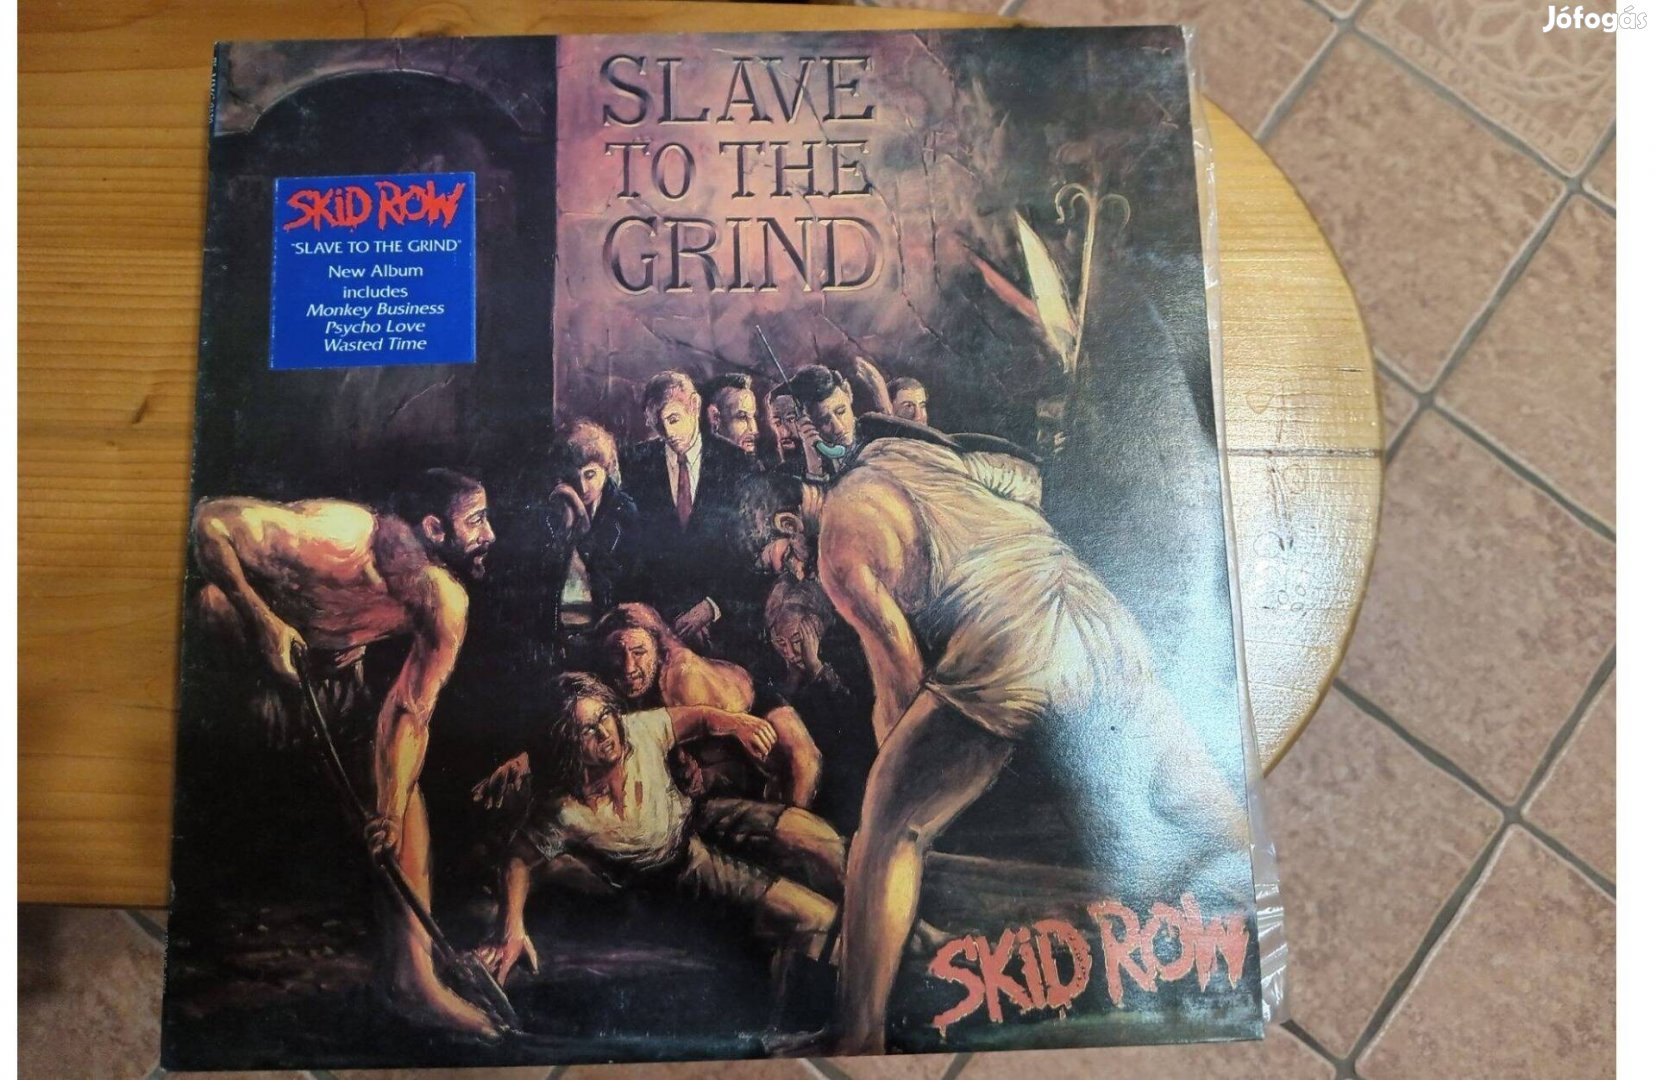 Jófogás
SLAVE
TO THE
GRIND
SKiD ROW
"SLAVE TO THE GRIND"
New Album
includes
Monkey Business
Psycho Love
Wasted Time
SKiD ROW